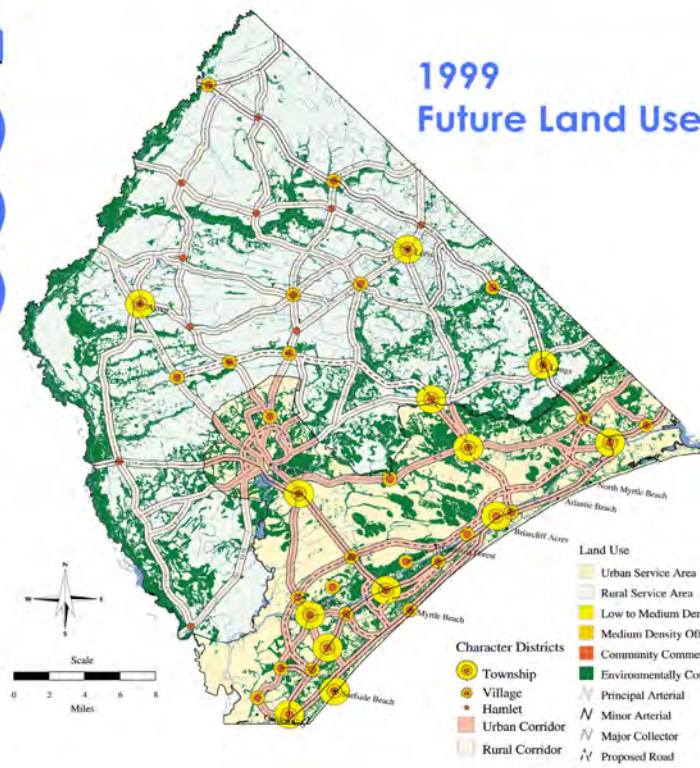 1999
Future Land Use
Loris
Longs
North Myrtle Beach
Atlantic Beach
Briarcliff Acres
Forest
Myrtle Beach
Surfside Beach
N
W
E
S
Scale
0 2 4 6 8
Miles
Character Districts
Township
Village
Hamlet
Urban Corridor
Rural Corridor
Land Use
Urban Service Area
Rural Service Area
Low to Medium Den
Medium Density Off
Community Comme
Environmentally Co
Principal Arterial
Minor Arterial
Major Collector
Proposed Road